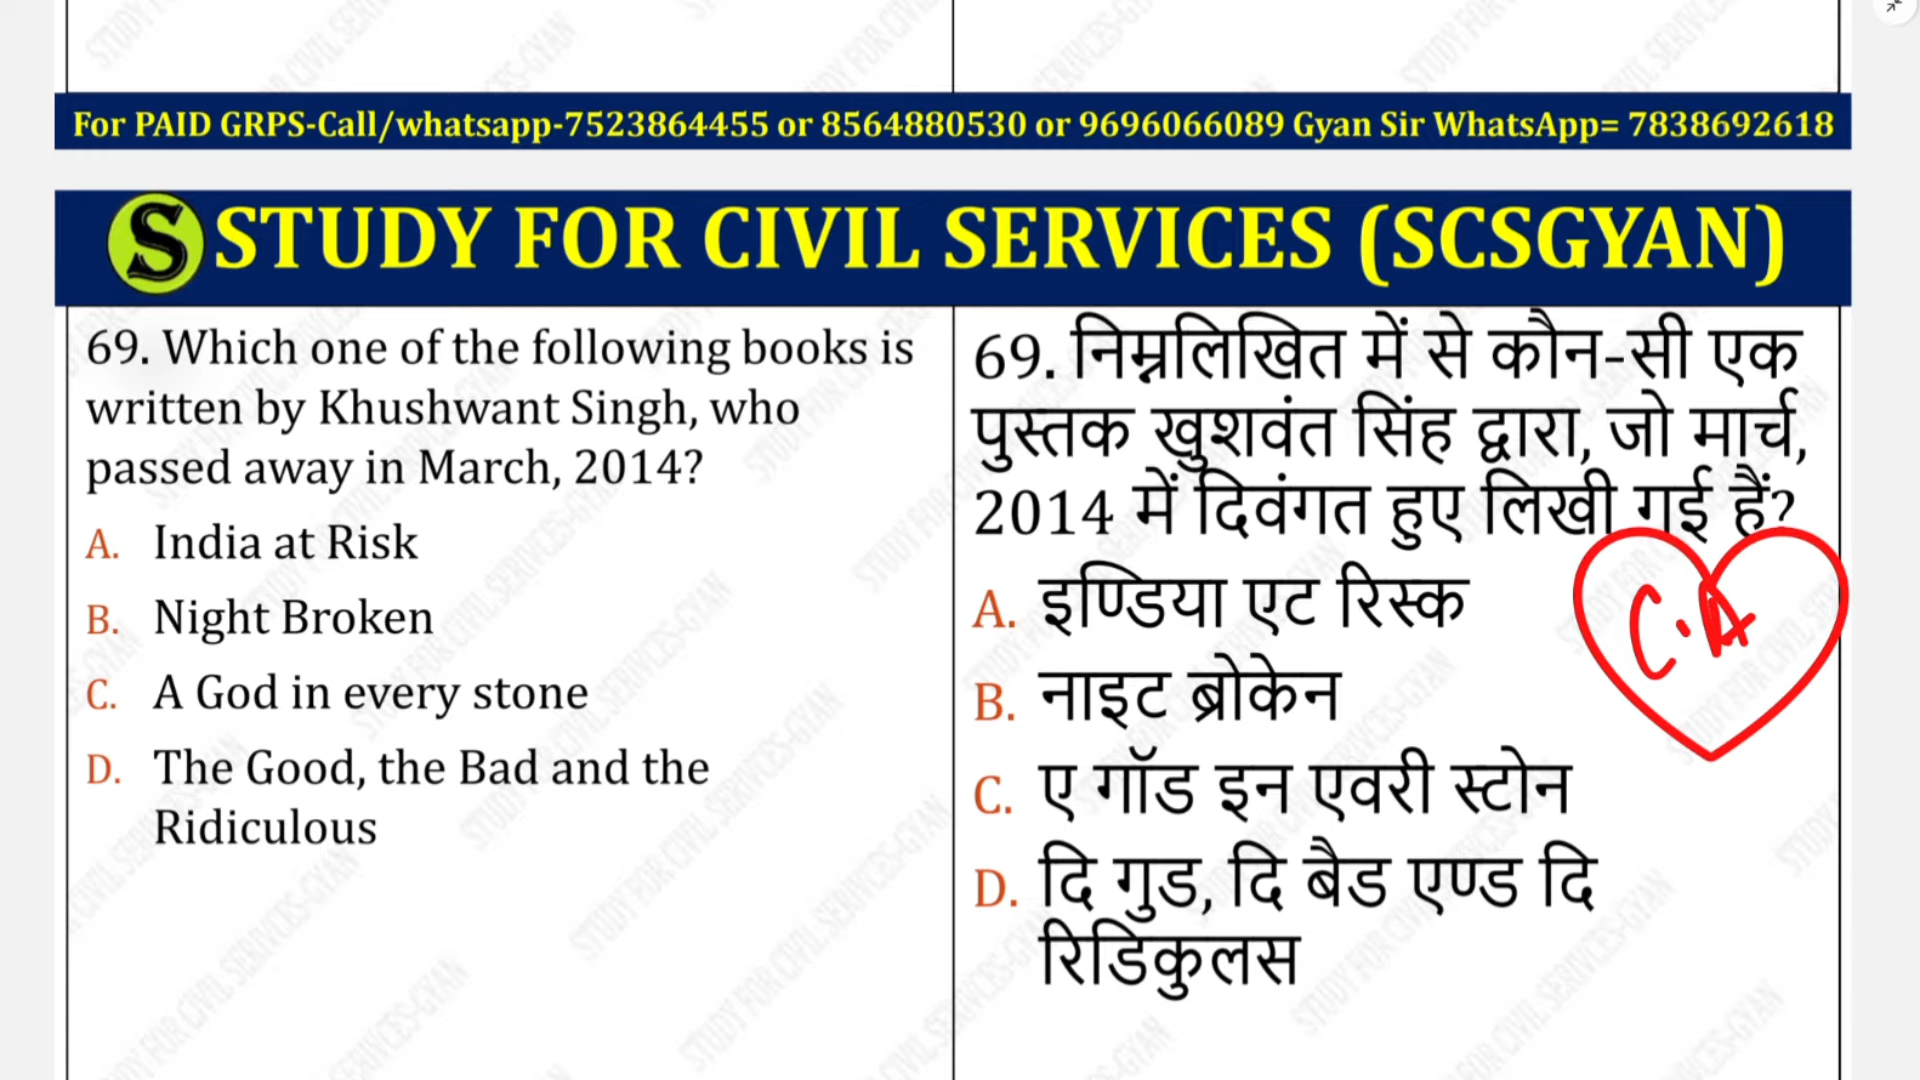 For PAID GRPS-Call/whatsapp-7523864455 or 8564880530 or 9696066089 Gyan Sir WhatsApp= 7838692618
S STUDY FOR CIVIL SERVICES (SCSGYAN)
69. Which one of the following books is
written by Khushwant Singh, who
passed away in March, 2014?
A. India at Risk
B. Night Broken
C. A God in every stone
D. The Good, the Bad and the
Ridiculous
69. निम्नलिखित में से कौन-सी एक
पुस्तक खुशवंत सिंह द्वारा, जो मार्च,
2014 में दिवंगत हुए लिखी गई हैं?
A. इण्डिया एट रिस्क
B. नाइट ब्रोकेन
C. ए गॉड इन एवरी स्टोन
D. दि गुड, दि बैड एण्ड दि
रिडिकुलस
C.A